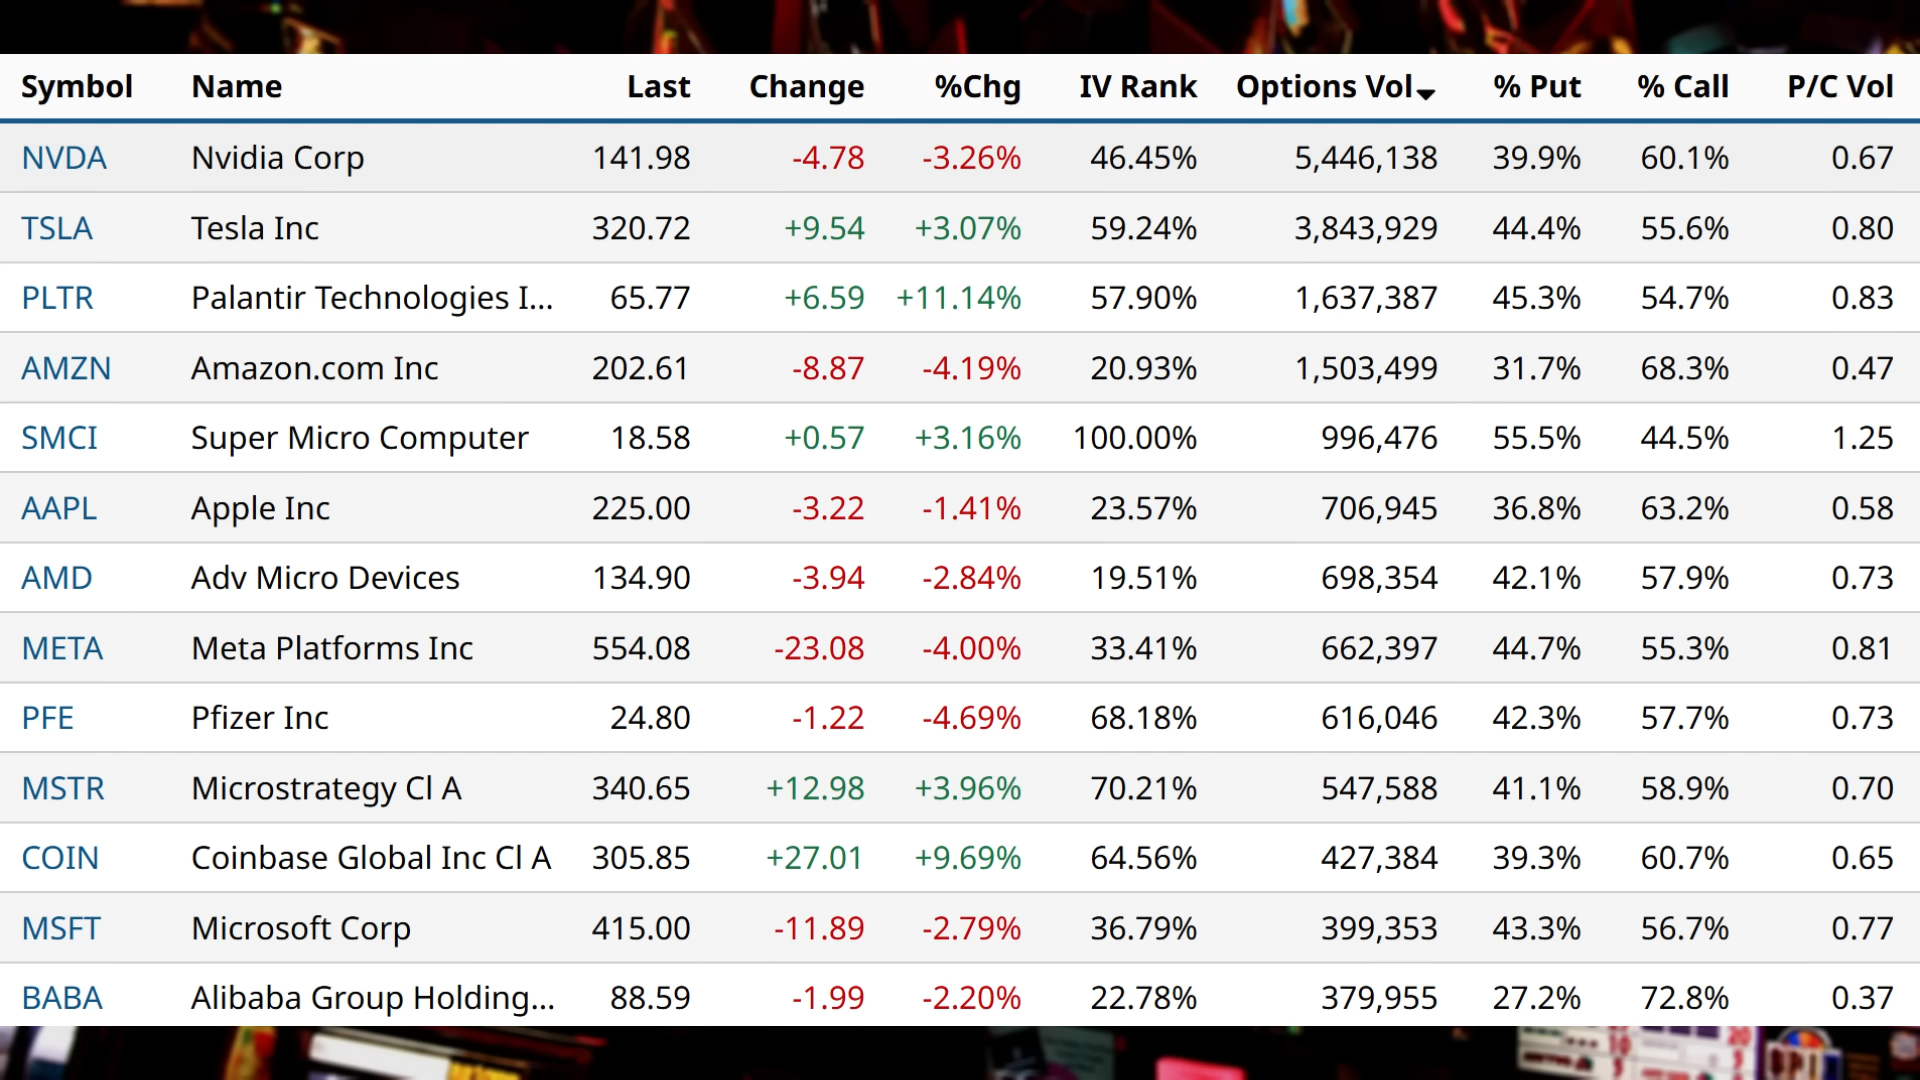 Symbol Name Last Change %Chg IV Rank Options Vol % Put % Call P/C Vol
NVDA Nvidia Corp 141.98 -4.78 -3.26% 46.45% 5,446,138 39.9% 60.1% 0.67
TSLA Tesla Inc 320.72 +9.54 +3.07% 59.24% 3,843,929 44.4% 55.6% 0.80
PLTR Palantir Technologies I... 65.77 +6.59 +11.14% 57.90% 1,637,387 45.3% 54.7% 0.83
AMZN Amazon.com Inc 202.61 -8.87 -4.19% 20.93% 1,503,499 31.7% 68.3% 0.47
SMCI Super Micro Computer 18.58 +0.57 +3.16% 100.00% 996,476 55.5% 44.5% 1.25
AAPL Apple Inc 225.00 -3.22 -1.41% 23.57% 706,945 36.8% 63.2% 0.58
AMD Adv Micro Devices 134.90 -3.94 -2.84% 19.51% 698,354 42.1% 57.9% 0.73
META Meta Platforms Inc 554.08 -23.08 -4.00% 33.41% 662,397 44.7% 55.3% 0.81
PFE Pfizer Inc 24.80 -1.22 -4.69% 68.18% 616,046 42.3% 57.7% 0.73
MSTR Microstrategy Cl A 340.65 +12.98 +3.96% 70.21% 547,588 41.1% 58.9% 0.70
COIN Coinbase Global Inc Cl A 305.85 +27.01 +9.69% 64.56% 427,384 39.3% 60.7% 0.65
MSFT Microsoft Corp 415.00 -11.89 -2.79% 36.79% 399,353 43.3% 56.7% 0.77
BABA Alibaba Group Holding... 88.59 -1.99 -2.20% 22.78% 379,955 27.2% 72.8% 0.37